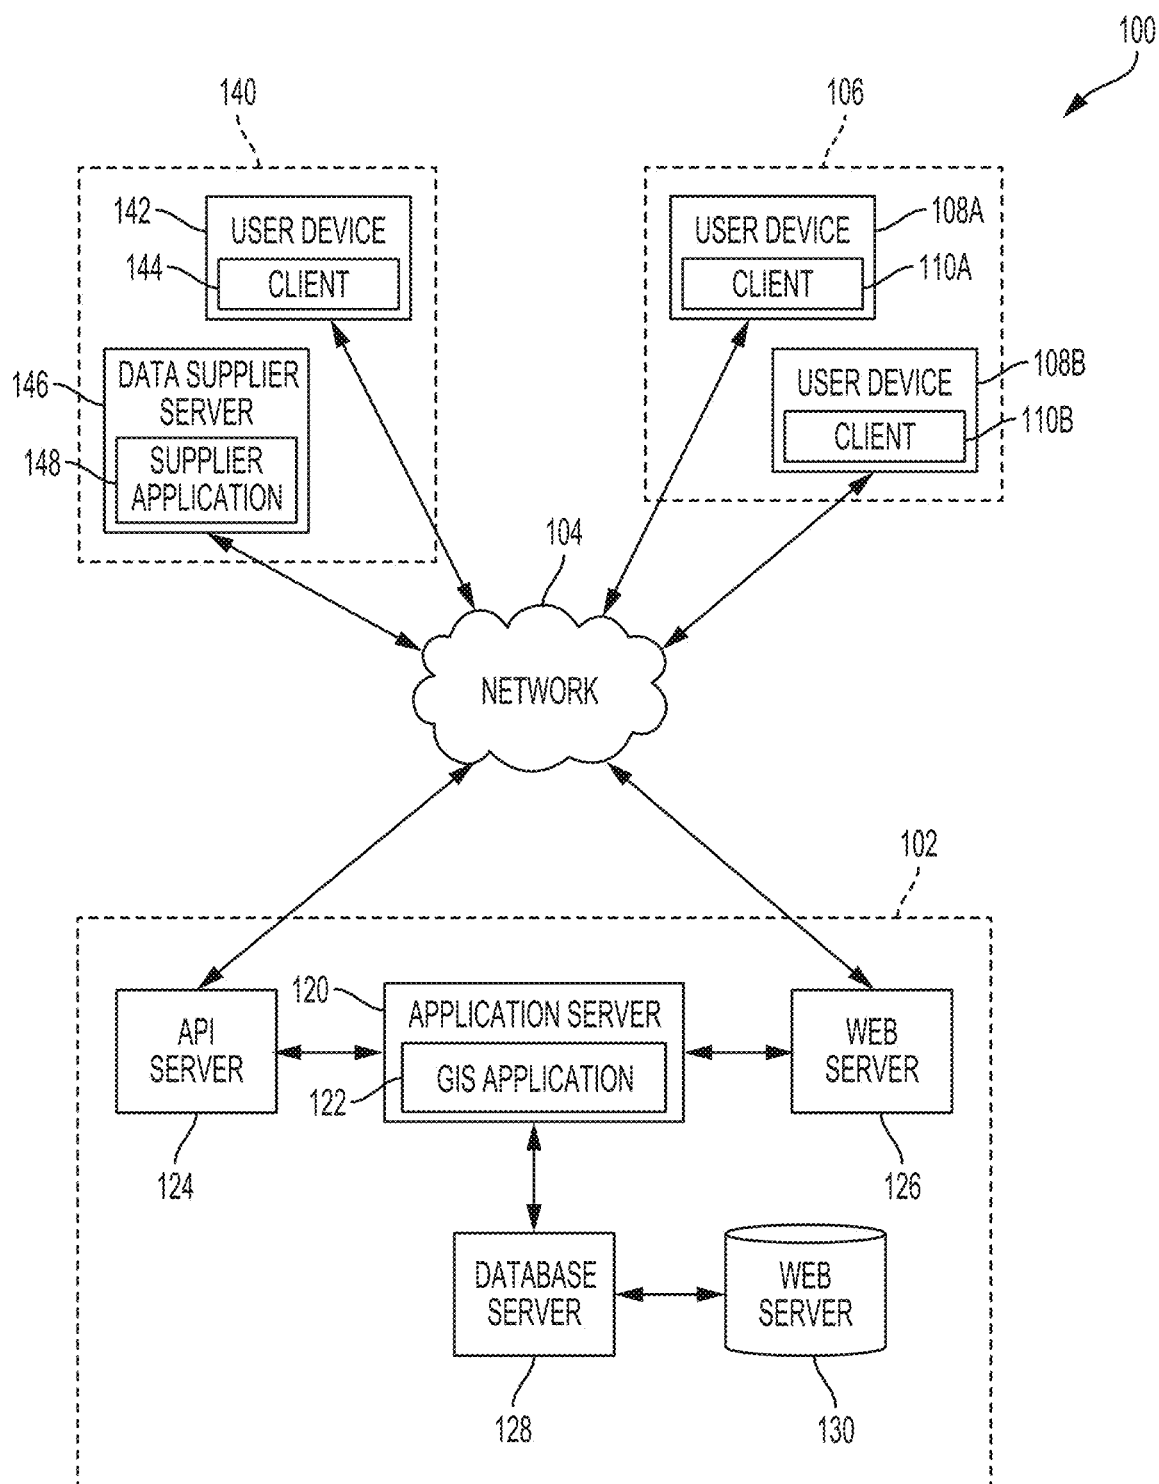 100
140
106
142
USER DEVICE
144
CLIENT
USER DEVICE
108A
CLIENT
110A
146
DATA SUPPLIER
SERVER
148
SUPPLIER
APPLICATION
USER DEVICE
108B
CLIENT
110B
104
NETWORK
102
API
SERVER
124
120
APPLICATION SERVER
122
GIS APPLICATION
WEB
SERVER
126
DATABASE
SERVER
128
WEB
SERVER
130